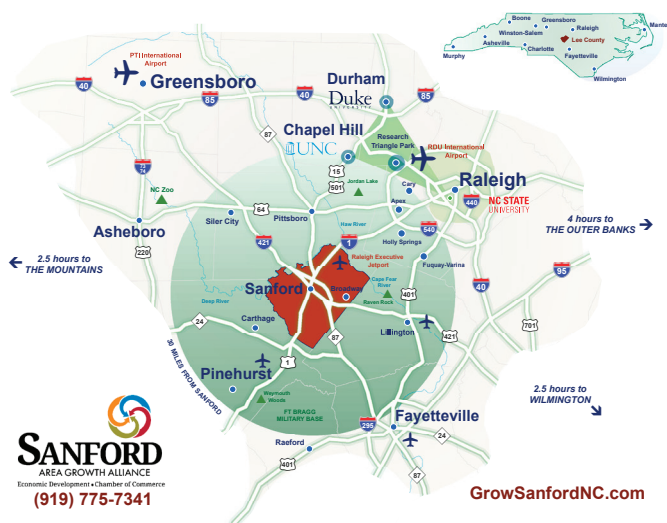 Boone
Greensboro
Raleigh
Manteo
Winston-Salem
Lee County
Asheville
Charlotte
Fayetteville
Murphy
Wilmington
PTI International
Airport
Greensboro
40
85
40
Durham
Duke
UNIVERSITY
85
87
Chapel Hill
UNC
Research
Triangle Park
RDU International
Airport
73
74
15
501
Jordan Lake
Cary
Raleigh
440
NC STATE
UNIVERSITY
NC Zoo
Siler City
64
Pittsboro
Apex
Asheboro
220
Haw River
421
1
Holly Springs
540
4 hours to
THE OUTER BANKS
2.5 hours to
THE MOUNTAINS
Raleigh Executive
Jetport
Fuquay-Varina
95
Sanford
Broadway
Cape Fear
River
Raven Rock
40
Deep River
401
24
Carthage
Lillington
421
701
87
30 MILES FROM SANFORD
1
Pinehurst
Weymouth
Woods
FT BRAGG
MILITARY BASE
2.5 hours to
WILMINGTON
Fayetteville
295
24
Raeford
401
87
SANFORD
AREA GROWTH ALLIANCE
Economic Development • Chamber of Commerce
(919) 775-7341
GrowSanfordNC.com